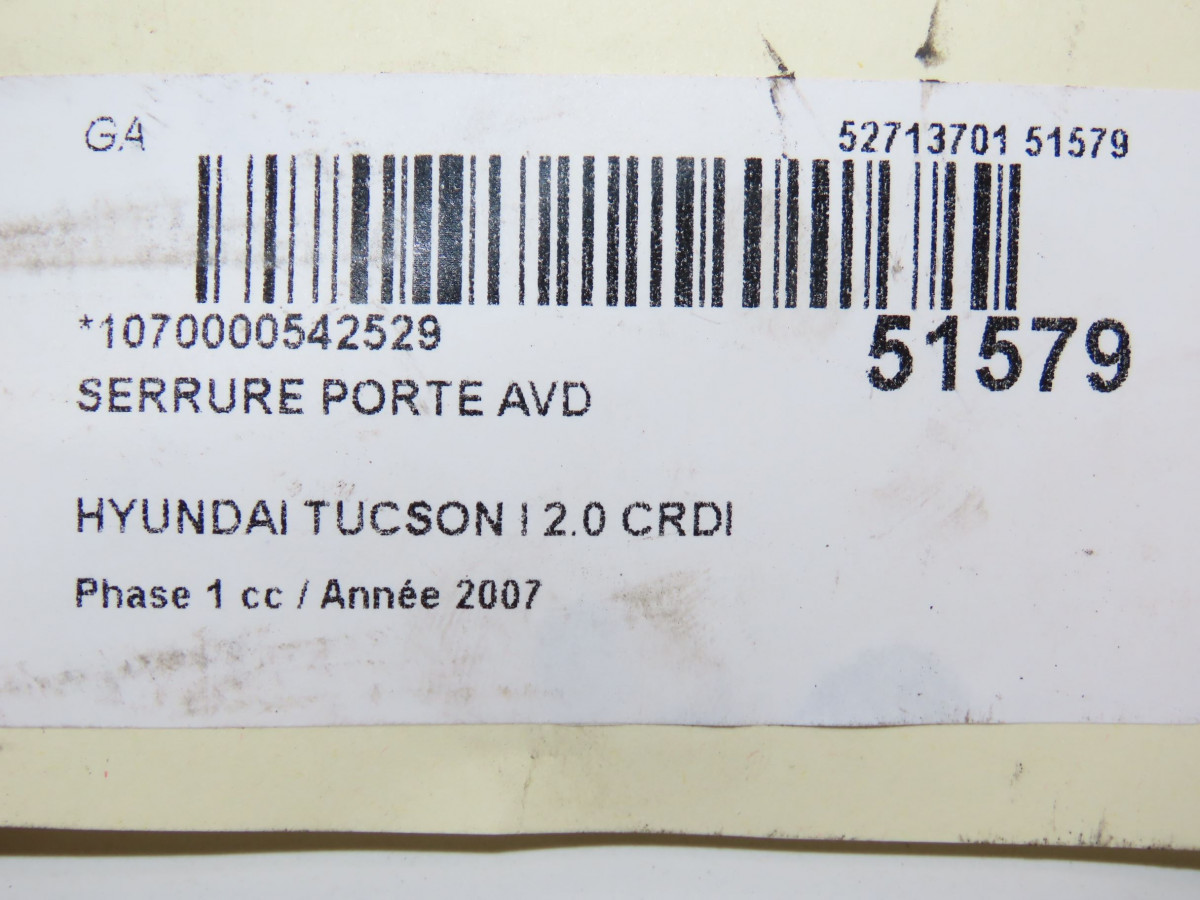 GA 52713701 51579
*1070000542529 51579
SERRURE PORTE AVD
HYUNDAI TUCSON I 2.0 CRDI
Phase 1 cc / Année 2007